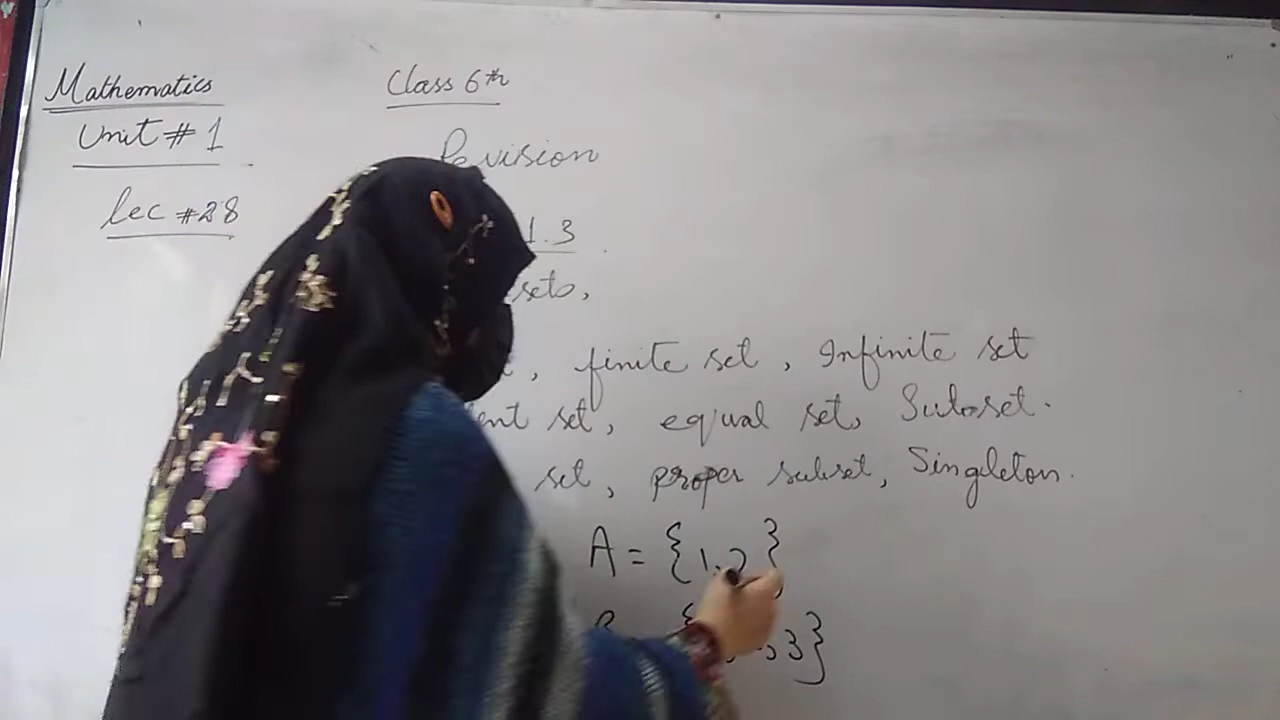 Mathematics
Class 6th
Unit # 1
Revision
Lec #28
1.3
sets,
, finite set, Infinite set
set, equal set, Subset.
set, proper subset, Singleton.
A = {1,2}
3}